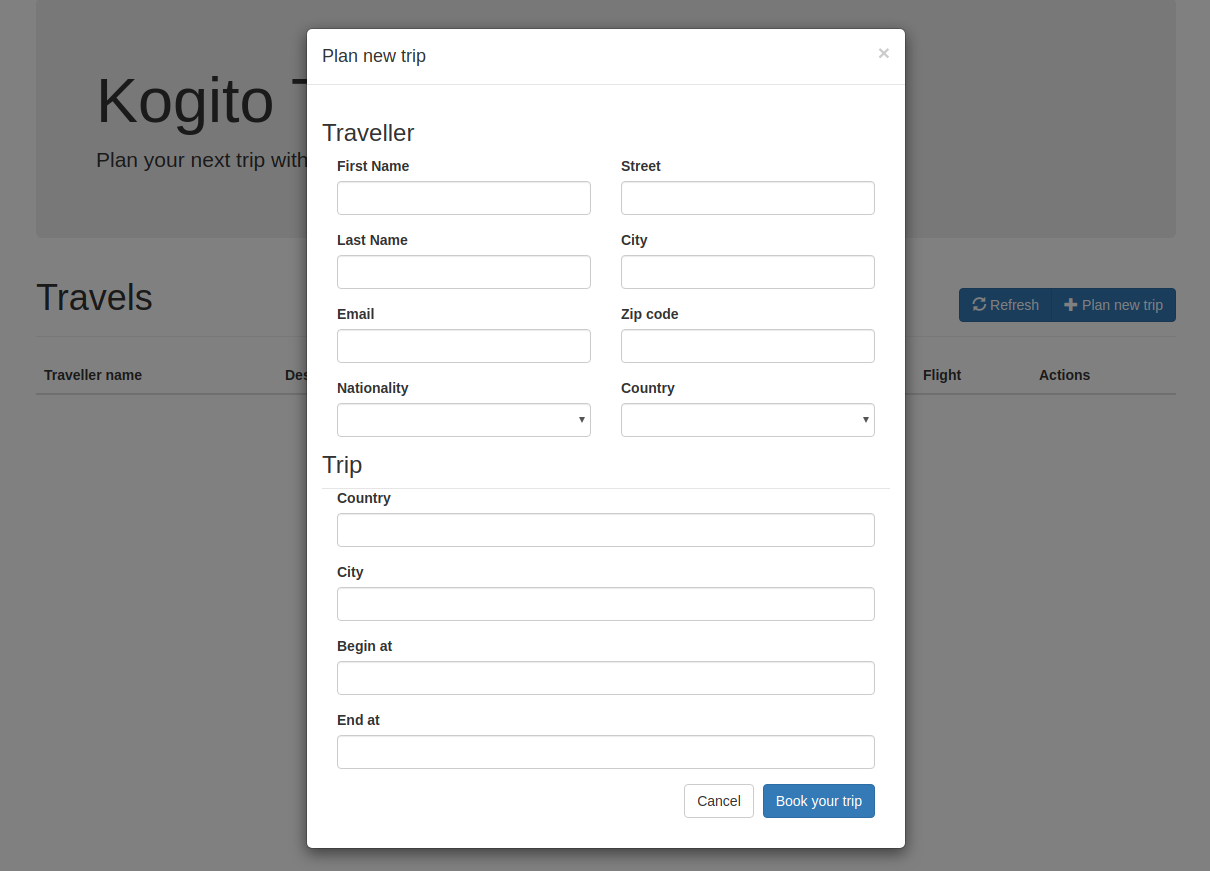 Plan new trip ×
Kogito
Plan your next trip with
Traveller
First Name Street
Last Name City
Email Zip code
Nationality Country
Trip
Country
City
Begin at
End at
Cancel Book your trip
Travels Refresh Plan new trip
Traveller name Flight Actions